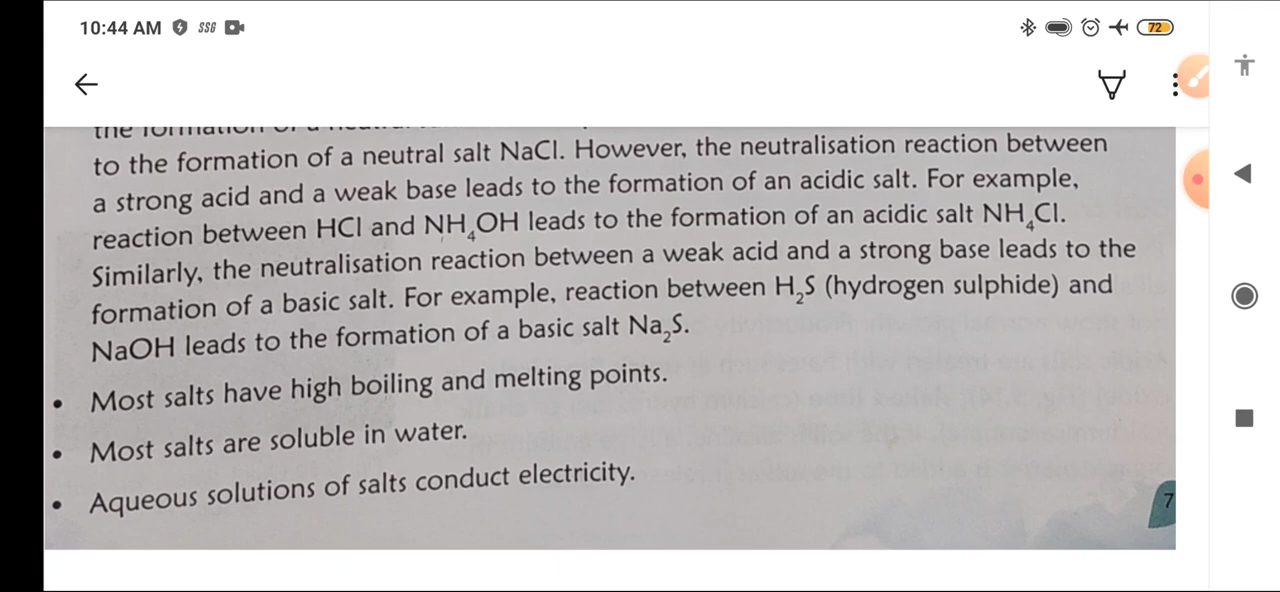 10:44 AM SSG 72
to the formation of a neutral salt NaCl. However, the neutralisation reaction between
a strong acid and a weak base leads to the formation of an acidic salt. For example,
reaction between HCl and NH₄OH leads to the formation of an acidic salt NH₄Cl.
Similarly, the neutralisation reaction between a weak acid and a strong base leads to the
formation of a basic salt. For example, reaction between H₂S (hydrogen sulphide) and
NaOH leads to the formation of a basic salt Na₂S.
• Most salts have high boiling and melting points.
• Most salts are soluble in water.
• Aqueous solutions of salts conduct electricity.
7